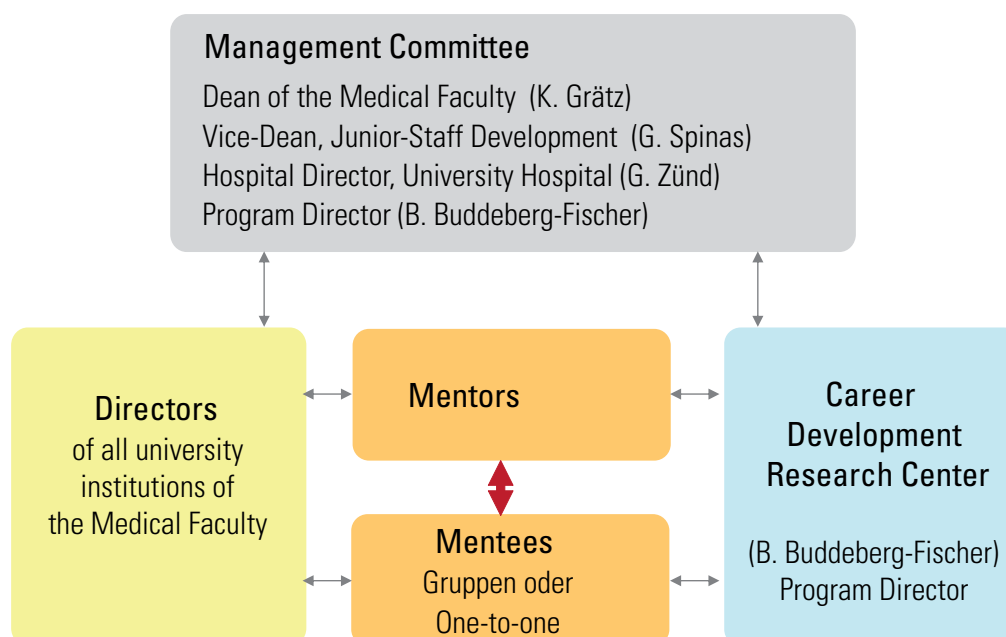 Management Committee
Dean of the Medical Faculty (K. Grätz)
Vice-Dean, Junior-Staff Development (G. Spinas)
Hospital Director, University Hospital (G. Zünd)
Program Director (B. Buddeberg-Fischer)
Directors
of all university
institutions of
the Medical Faculty
Mentors
Mentees
Gruppen oder
One-to-one
Career
Development
Research Center
(B. Buddeberg-Fischer)
Program Director